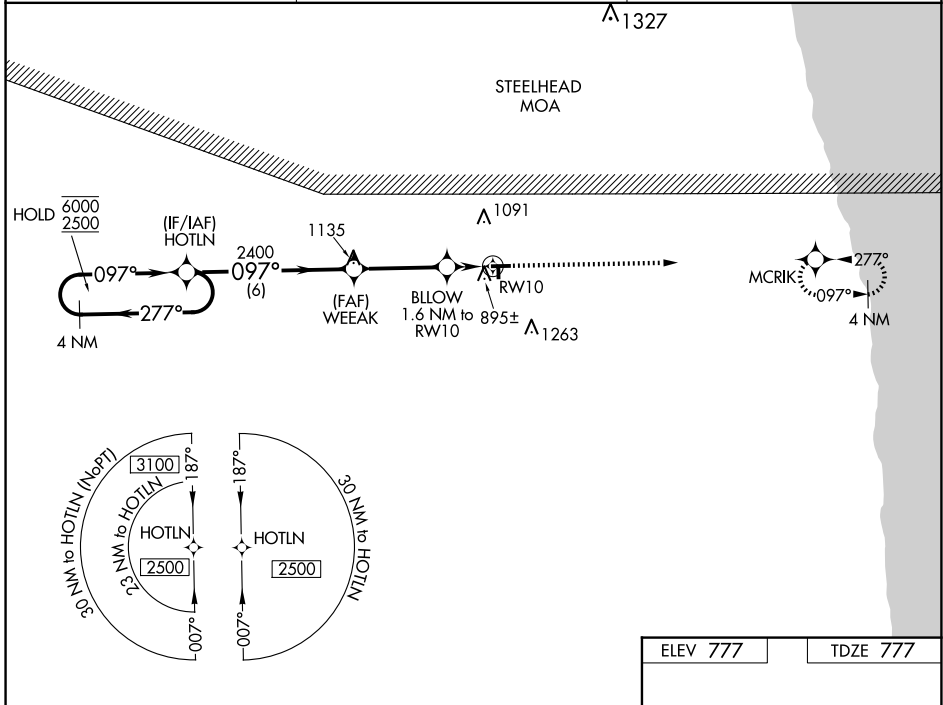 1327
STEELHEAD
MOA
HOLD 6000
2500
(IF/IAF)
HOTLN
1135
1091
2400
097°
097°
(6)
277°
4 NM
(FAF)
WEEAK
BLLOW
1.6 NM to
RW10
RW10
895±
1263
MCRIK
277°
097°
4 NM
30 NM to HOTLN (NoPT)
3100
187°
23 NM to HOTLN
HOTLN
2500
007°
187°
30 NM to HOTLN
HOTLN
2500
007°
ELEV 777
TDZE 777